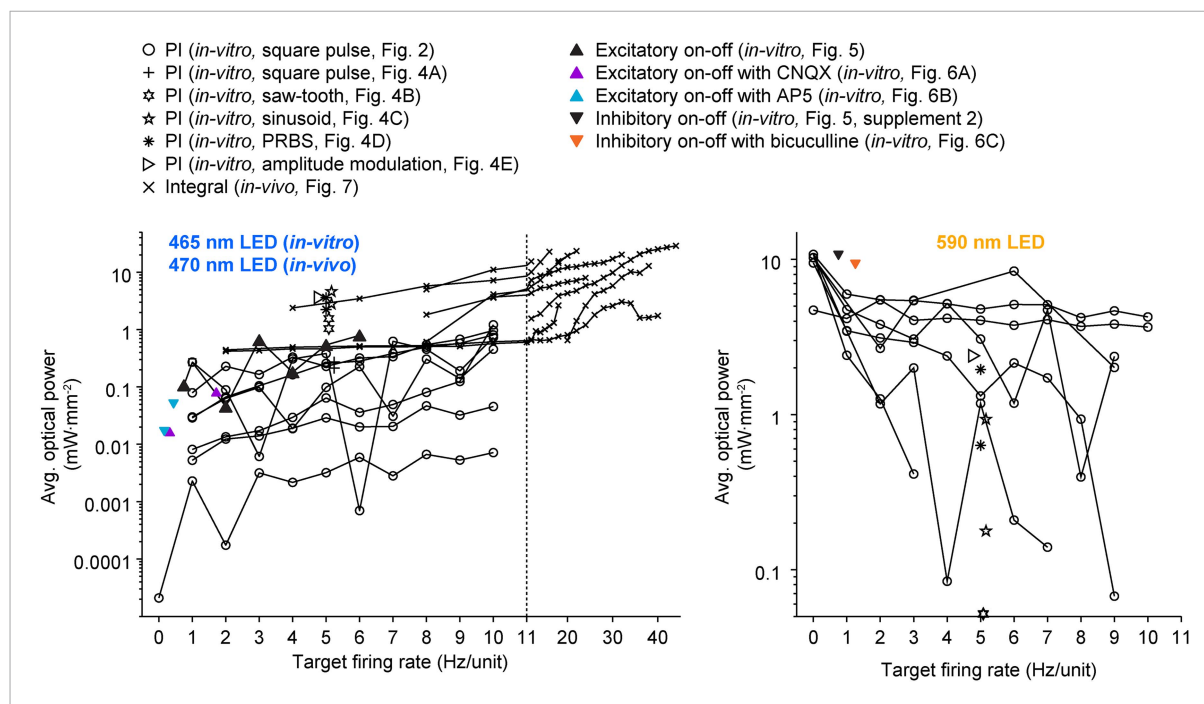 PI (in-vitro, square pulse, Fig. 2)
PI (in-vitro, square pulse, Fig. 4A)
PI (in-vitro, saw-tooth, Fig. 4B)
PI (in-vitro, sinusoid, Fig. 4C)
PI (in-vitro, PRBS, Fig. 4D)
PI (in-vitro, amplitude modulation, Fig. 4E)
Integral (in-vivo, Fig. 7)
Excitatory on-off (in-vitro, Fig. 5)
Excitatory on-off with CNQX (in-vitro, Fig. 6A)
Excitatory on-off with AP5 (in-vitro, Fig. 6B)
Inhibitory on-off (in-vitro, Fig. 5, supplement 2)
Inhibitory on-off with bicuculline (in-vitro, Fig. 6C)
465 nm LED (in-vitro)
470 nm LED (in-vivo)
Avg. optical power
(mW·mm⁻²)
10
1
0.1
0.01
0.001
0.0001
0 1 2 3 4 5 6 7 8 9 10 11 20 30 40
Target firing rate (Hz/unit)
590 nm LED
Avg. optical power
(mW·mm⁻²)
10
1
0.1
0 1 2 3 4 5 6 7 8 9 10 11
Target firing rate (Hz/unit)